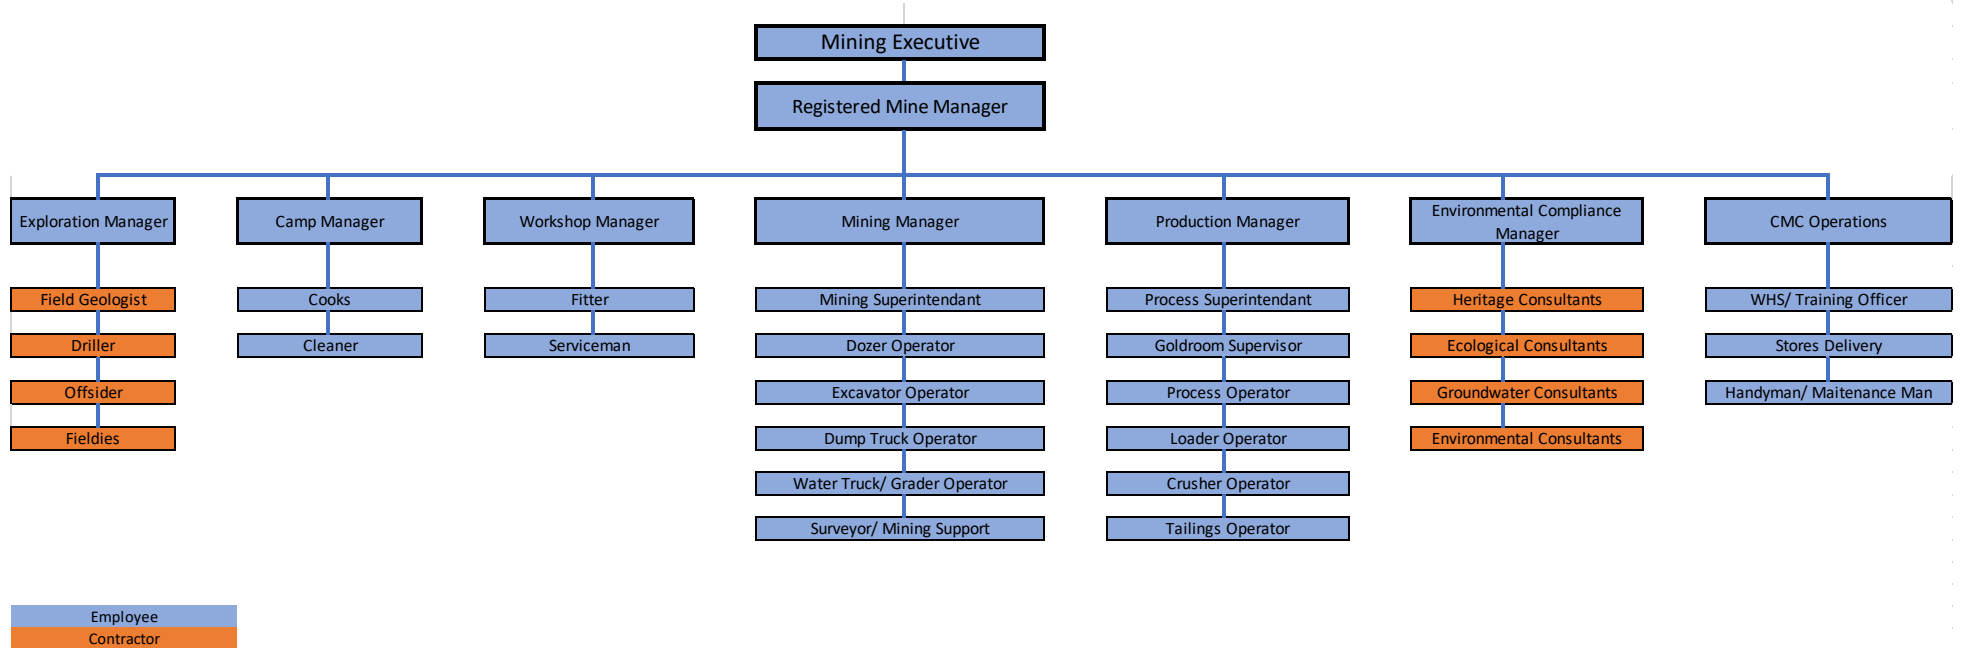 Mining Executive
Registered Mine Manager
Exploration Manager
Camp Manager
Workshop Manager
Mining Manager
Production Manager
Environmental Compliance
Manager
CMC Operations
Field Geologist
Cooks
Fitter
Mining Superintendant
Process Superintendant
Heritage Consultants
WHS/ Training Officer
Driller
Cleaner
Serviceman
Dozer Operator
Goldroom Supervisor
Ecological Consultants
Stores Delivery
Offsider
Excavator Operator
Process Operator
Groundwater Consultants
Handyman/ Maitenance Man
Fieldies
Dump Truck Operator
Loader Operator
Environmental Consultants
Water Truck/ Grader Operator
Crusher Operator
Surveyor/ Mining Support
Tailings Operator
Employee
Contractor